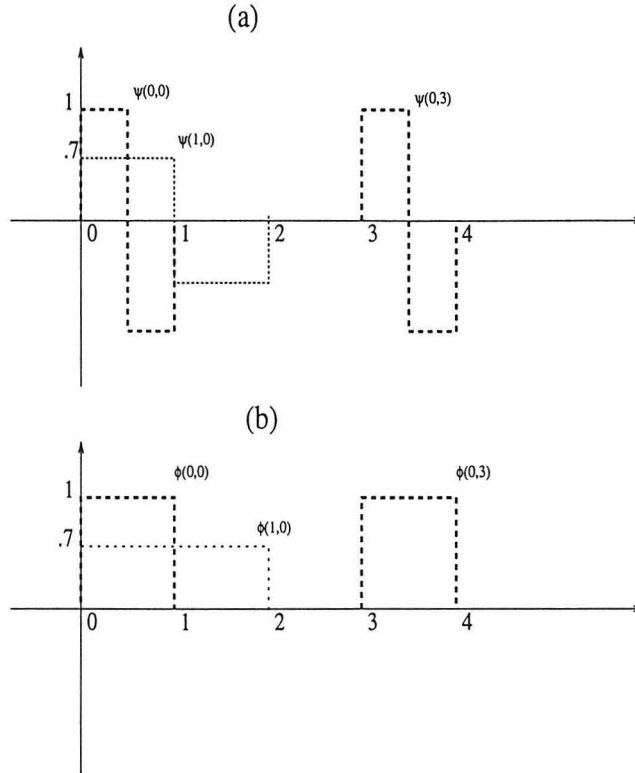 (a)
1
ψ(0,0)
ψ(0,3)
.7
ψ(1,0)
0 1 2 3 4
(b)
ϕ(0,0)
ϕ(0,3)
1
.7
ϕ(1,0)
0 1 2 3 4